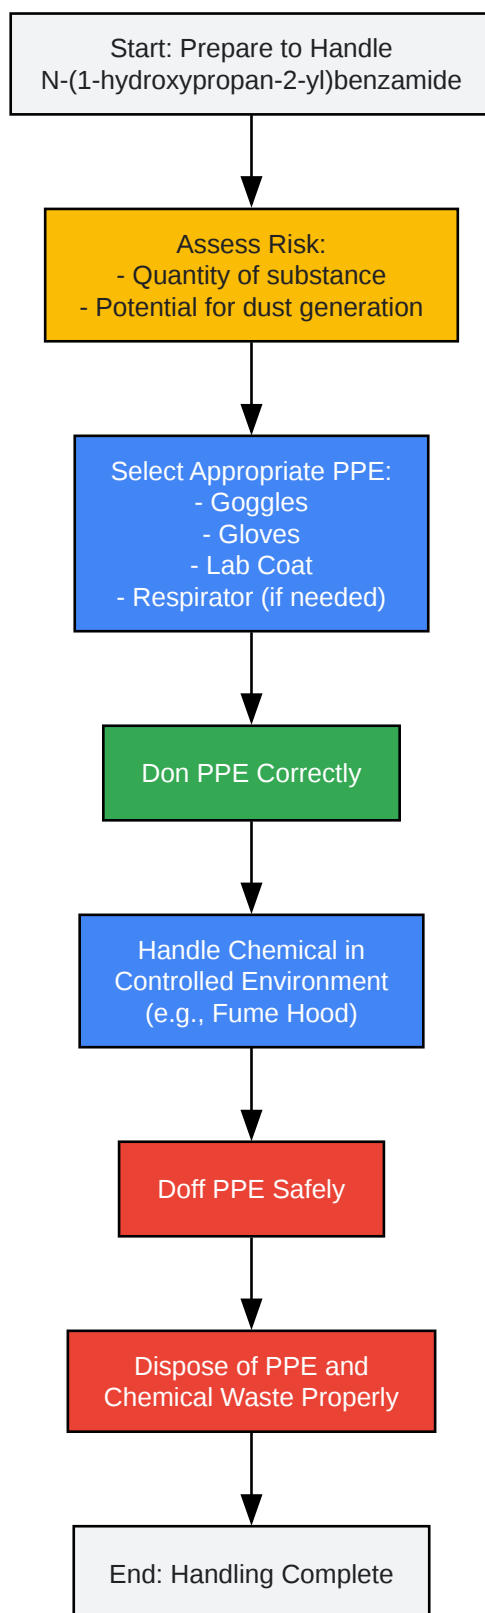 Start: Prepare to Handle
N-(1-hydroxypropan-2-yl)benzamide
Assess Risk:
- Quantity of substance
- Potential for dust generation
Select Appropriate PPE:
- Goggles
- Gloves
- Lab Coat
- Respirator (if needed)
Don PPE Correctly
Handle Chemical in
Controlled Environment
(e.g., Fume Hood)
Doff PPE Safely
Dispose of PPE and
Chemical Waste Properly
End: Handling Complete